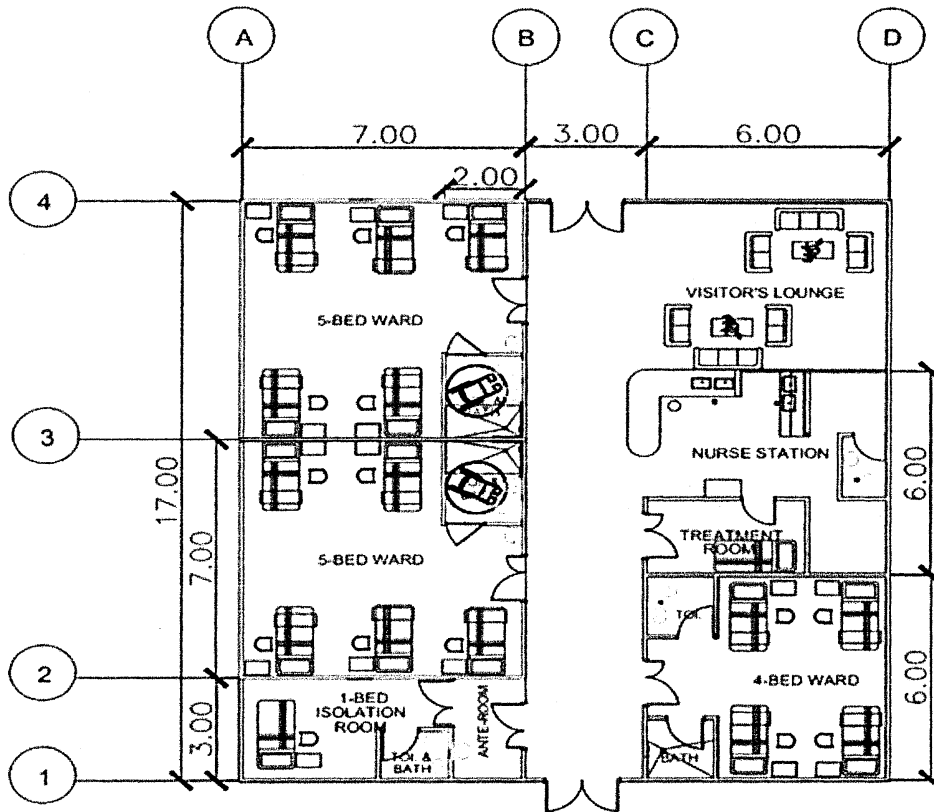 A
B
C
D
7.00
3.00
6.00
2.00
4
VISITOR'S LOUNGE
5-BED WARD
3
NURSE STATION
17.00
6.00
TREATMENT
ROOM
7.00
5-BED WARD
TOI.
2
4-BED WARD
6.00
1-BED
ISOLATION
ROOM
ANTE-ROOM
3.00
TOI. &
BATH
BATH
1